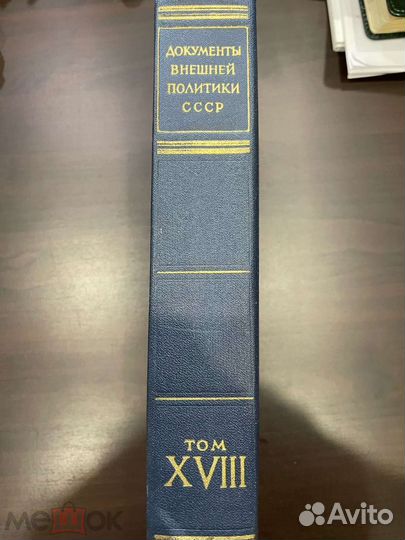 ДОКУМЕНТЫ
ВНЕШНЕЙ
ПОЛИТИКИ
СССР
ТОМ
XVIII
мешок
Avito